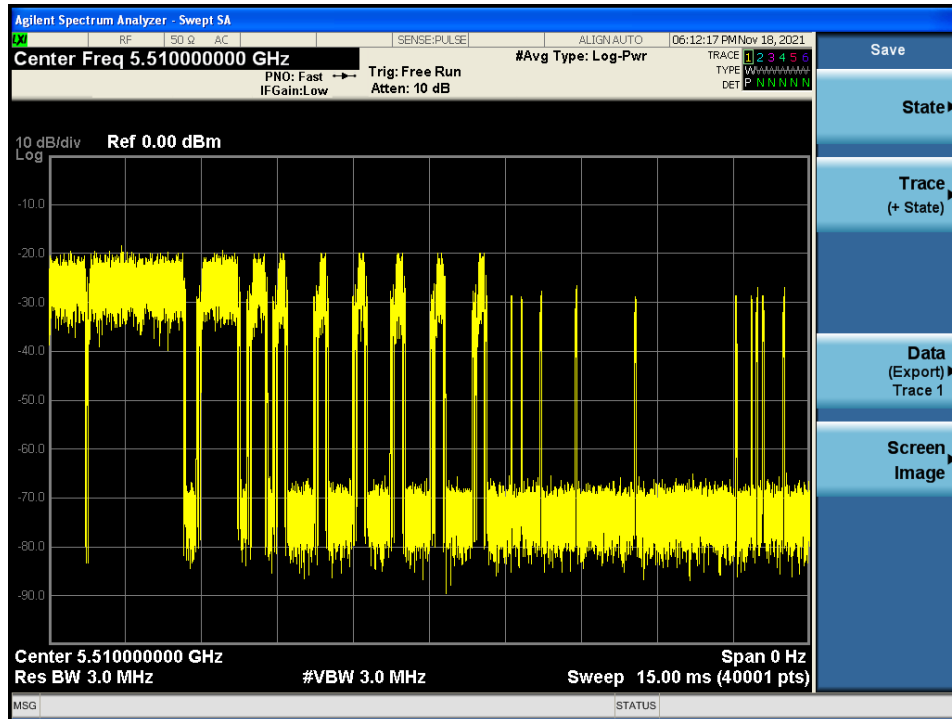 Agilent Spectrum Analyzer - Swept SA
LXI RF 50 Ω AC SENSE:PULSE ALIGN AUTO 06:12:17 PM Nov 18, 2021
Center Freq 5.510000000 GHz #Avg Type: Log-Pwr TRACE 1 2 3 4 5 6
PNO: Fast Trig: Free Run TYPE
IFGain:Low Atten: 10 dB DET P N N N N N
Save
State
Trace
(+ State)
Data
(Export)
Trace 1
Screen
Image
10 dB/div Ref 0.00 dBm
Log
-10.0
-20.0
-30.0
-40.0
-50.0
-60.0
-70.0
-80.0
-90.0
Center 5.510000000 GHz Span 0 Hz
Res BW 3.0 MHz #VBW 3.0 MHz Sweep 15.00 ms (40001 pts)
MSG STATUS